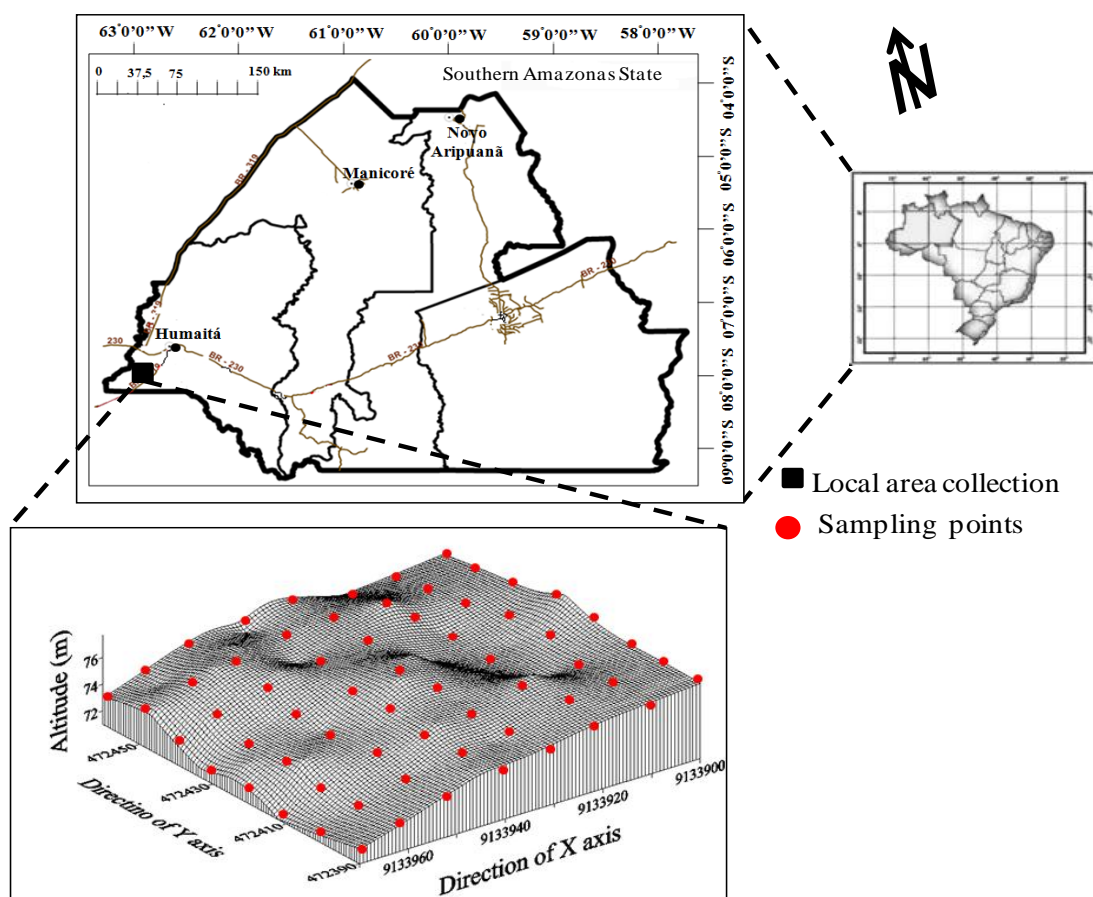 63°0'0"W 62°0'0"W 61°0'0"W 60°0'0"W 59°0'0"W 58°0'0"W
0 37,5 75 150 km
Southern Amazonas State
04°0'0"S
05°0'0"S
06°0'0"S
07°0'0"S
08°0'0"S
09°0'0"S
N
Novo
Aripuanã
Manicoré
BR - 319
BR - 230
Humaitá
230
BR - 230
BR - 230
Local area collection
Sampling points
Altitude (m)
76
74
72
472450
472430
472410
472390
Directino of Y axis
9133960
9133940
9133920
9133900
Direction of X axis